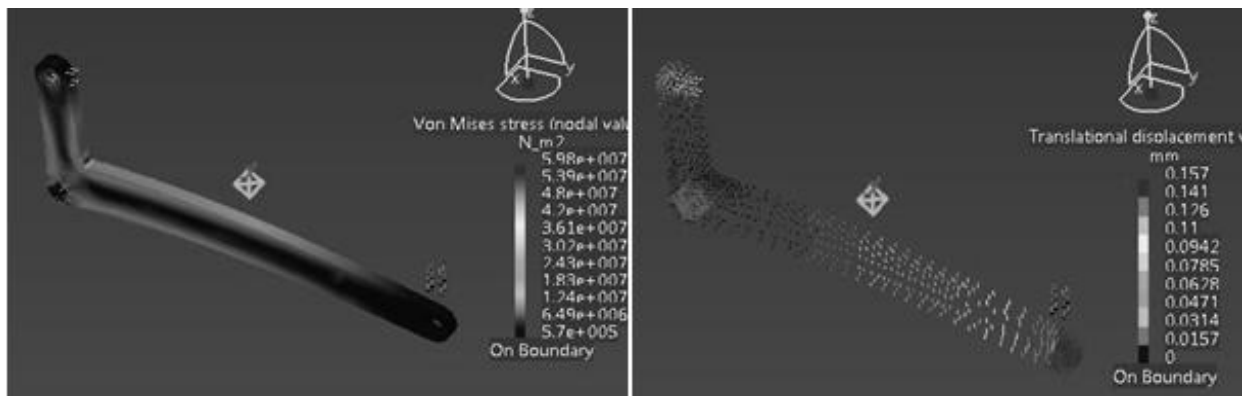 Von Mises stress (nodal valu
N_m2
5.98e+007
5.39e+007
4.8e+007
4.2e+007
3.61e+007
3.02e+007
2.43e+007
1.83e+007
1.24e+007
6.49e+006
5.7e+005
On Boundary
y
x
Translational displacement v
mm
0.157
0.141
0.126
0.11
0.0942
0.0785
0.0628
0.0471
0.0314
0.0157
0
On Boundary
y
x